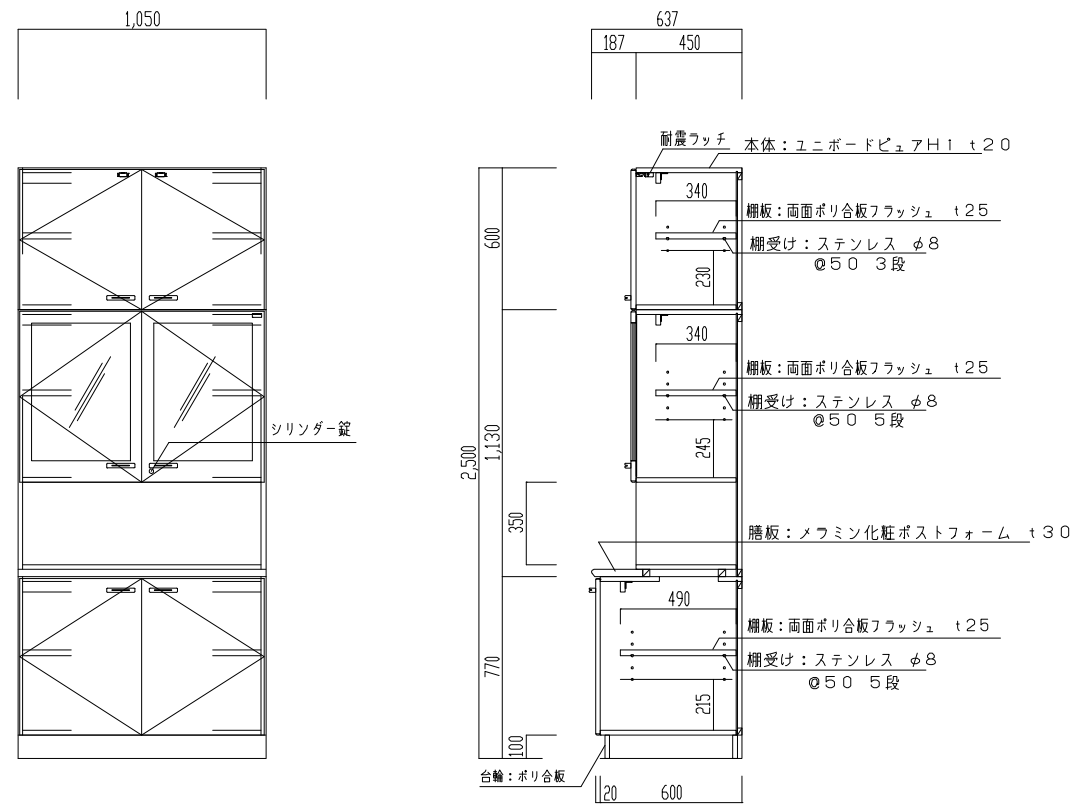 1,050
637
187
450
耐震ラッチ
本体：ユニボードピュアＨ１ ｔ２０
340
棚板：両面ポリ合板フラッシュ ｔ２５
棚受け：ステンレス φ８
＠５０ ３段
600
230
340
棚板：両面ポリ合板フラッシュ ｔ２５
棚受け：ステンレス φ８
＠５０ ５段
シリンダー錠
2,500
1,130
245
350
膳板：メラミン化粧ポストフォーム ｔ３０
490
棚板：両面ポリ合板フラッシュ ｔ２５
棚受け：ステンレス φ８
＠５０ ５段
770
215
100
台輪：ポリ合板
20
600